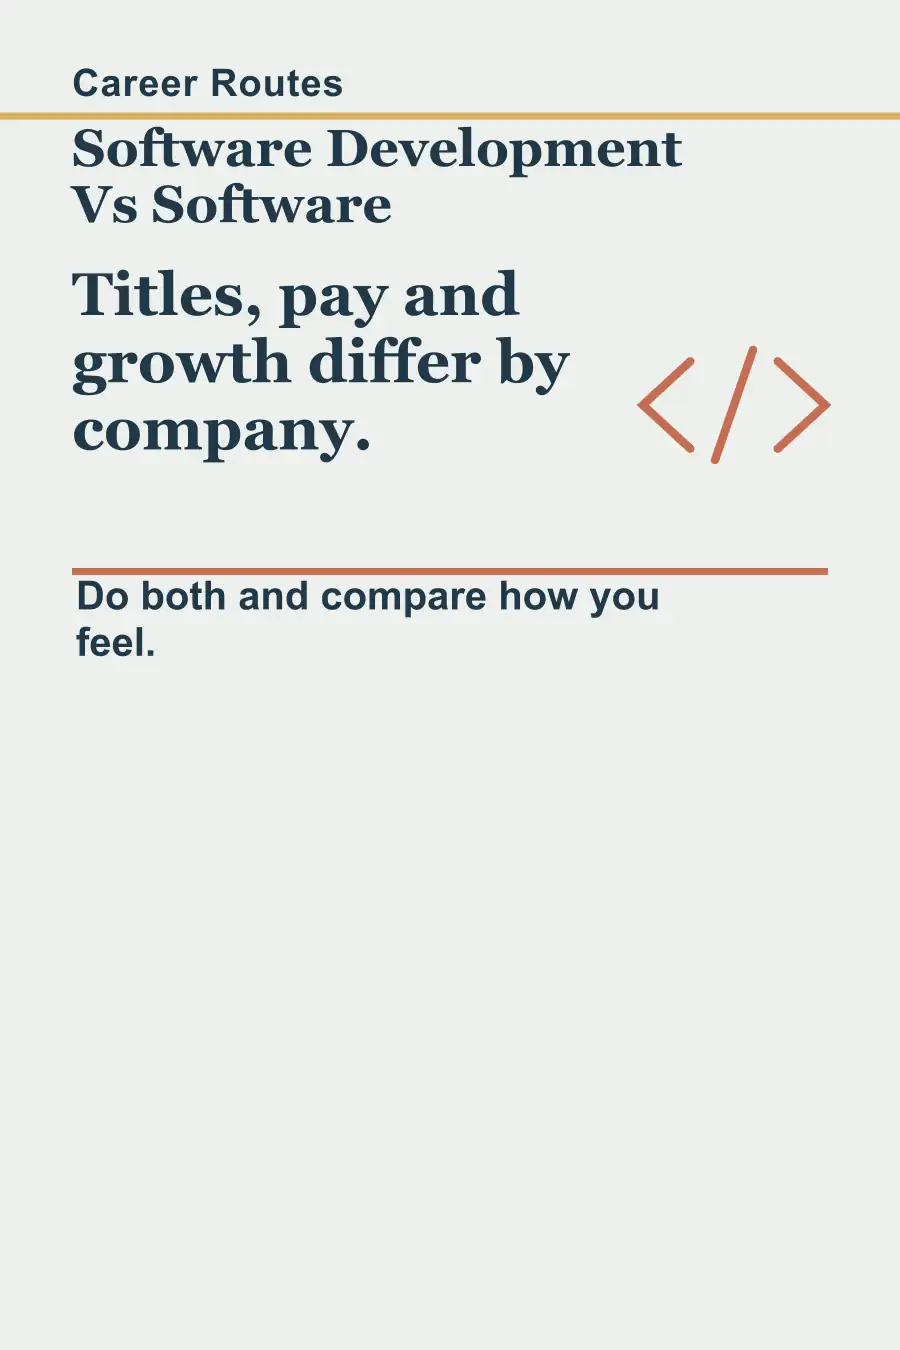 Career Routes
Software Development
Vs Software
Titles, pay and
growth differ by
company.
</>
Do both and compare how you
feel.